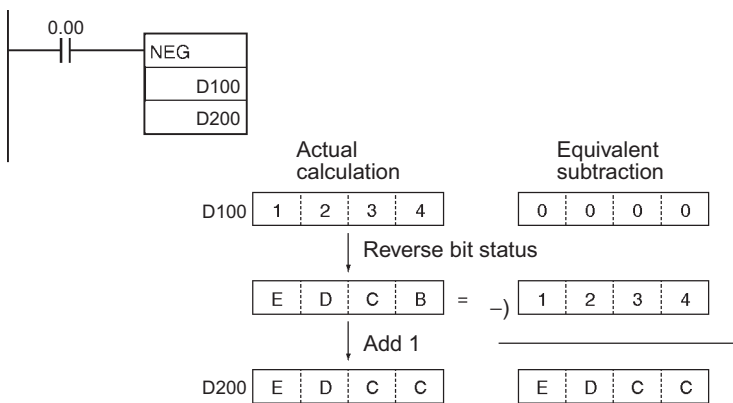 0.00
NEG
D100
D200
Actual calculation
Equivalent subtraction
D100 1 2 3 4 0 0 0 0
Reverse bit status
E D C B = –) 1 2 3 4
Add 1
D200 E D C C E D C C